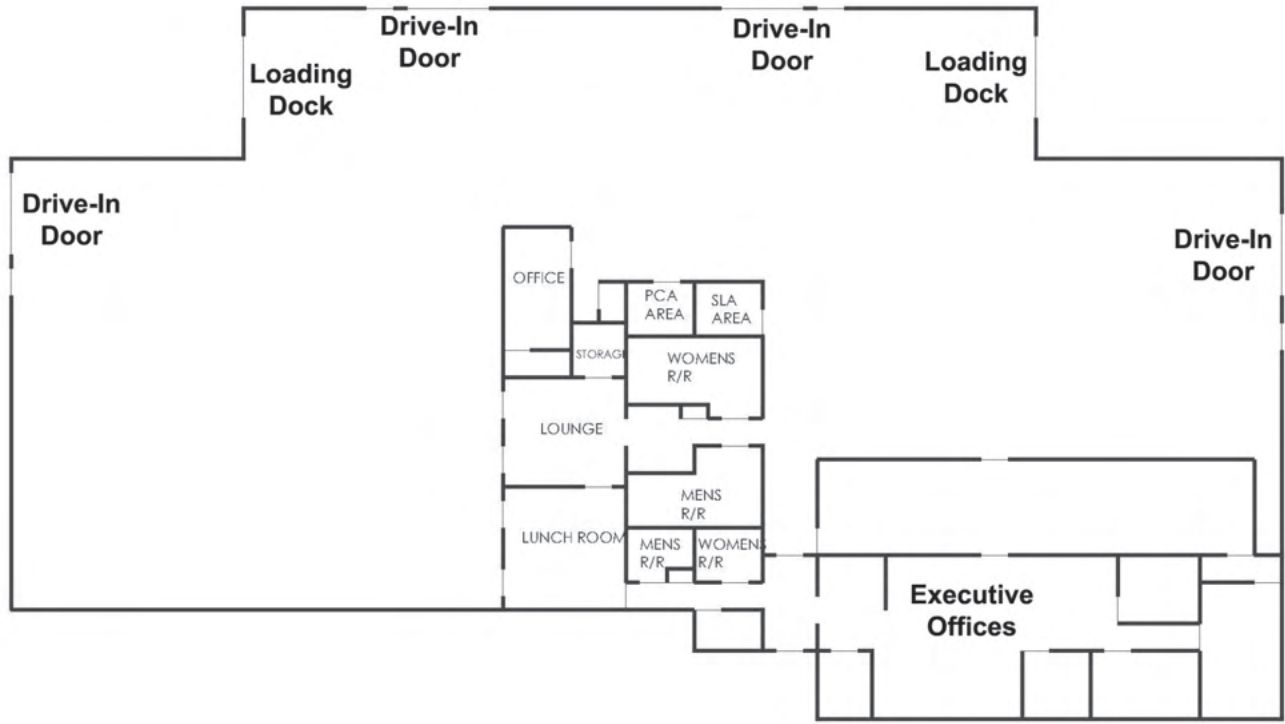 Drive-In
Door
Drive-In
Door
Loading
Dock
Loading
Dock
Drive-In
Door
Drive-In
Door
OFFICE
PCA
AREA
SLA
AREA
STORAGE
WOMENS
R/R
LOUNGE
MENS
R/R
LUNCH ROOM
MENS
R/R
WOMENS
R/R
Executive
Offices